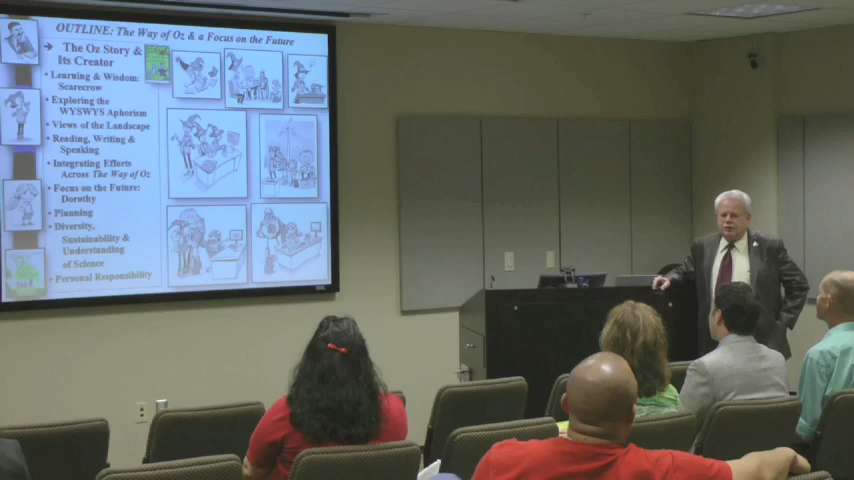 OUTLINE: The Way of Oz & a Focus on the Future
➔ The Oz Story &
Its Creator
• Learning & Wisdom:
Scarecrow
• Exploring the
WYSWYS Aphorism
• Views of the Landscape
• Reading, Writing &
Speaking
• Integrating Efforts
Across The Way of Oz
• Focus on the Future:
Dorothy
• Planning
• Diversity,
Sustainability &
Understanding
of Science
• Personal Responsibility